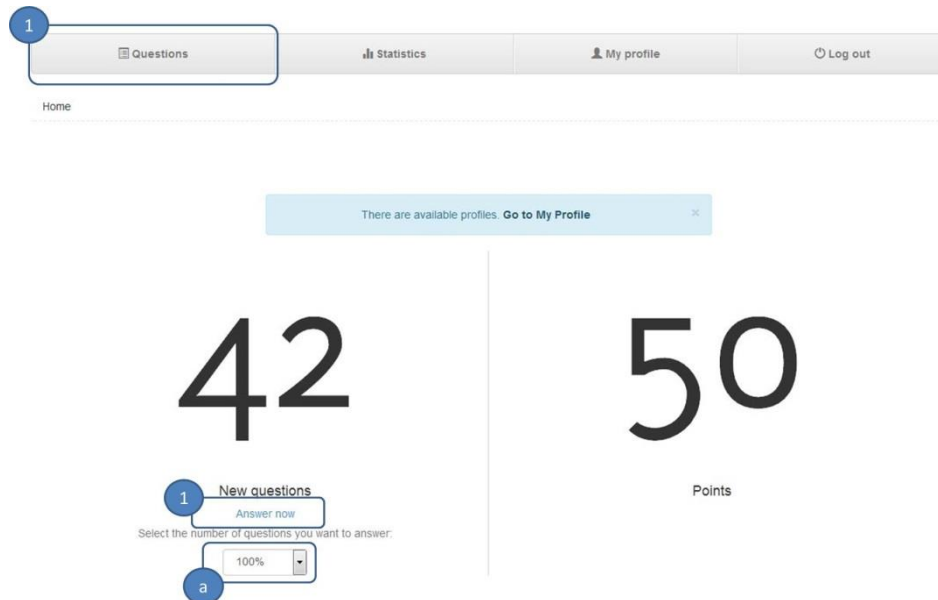 1
Questions Statistics My profile Log out
Home
There are available profiles. Go to My Profile ×
42 50
New questions Points
1
Answer now
Select the number of questions you want to answer:
100%
a